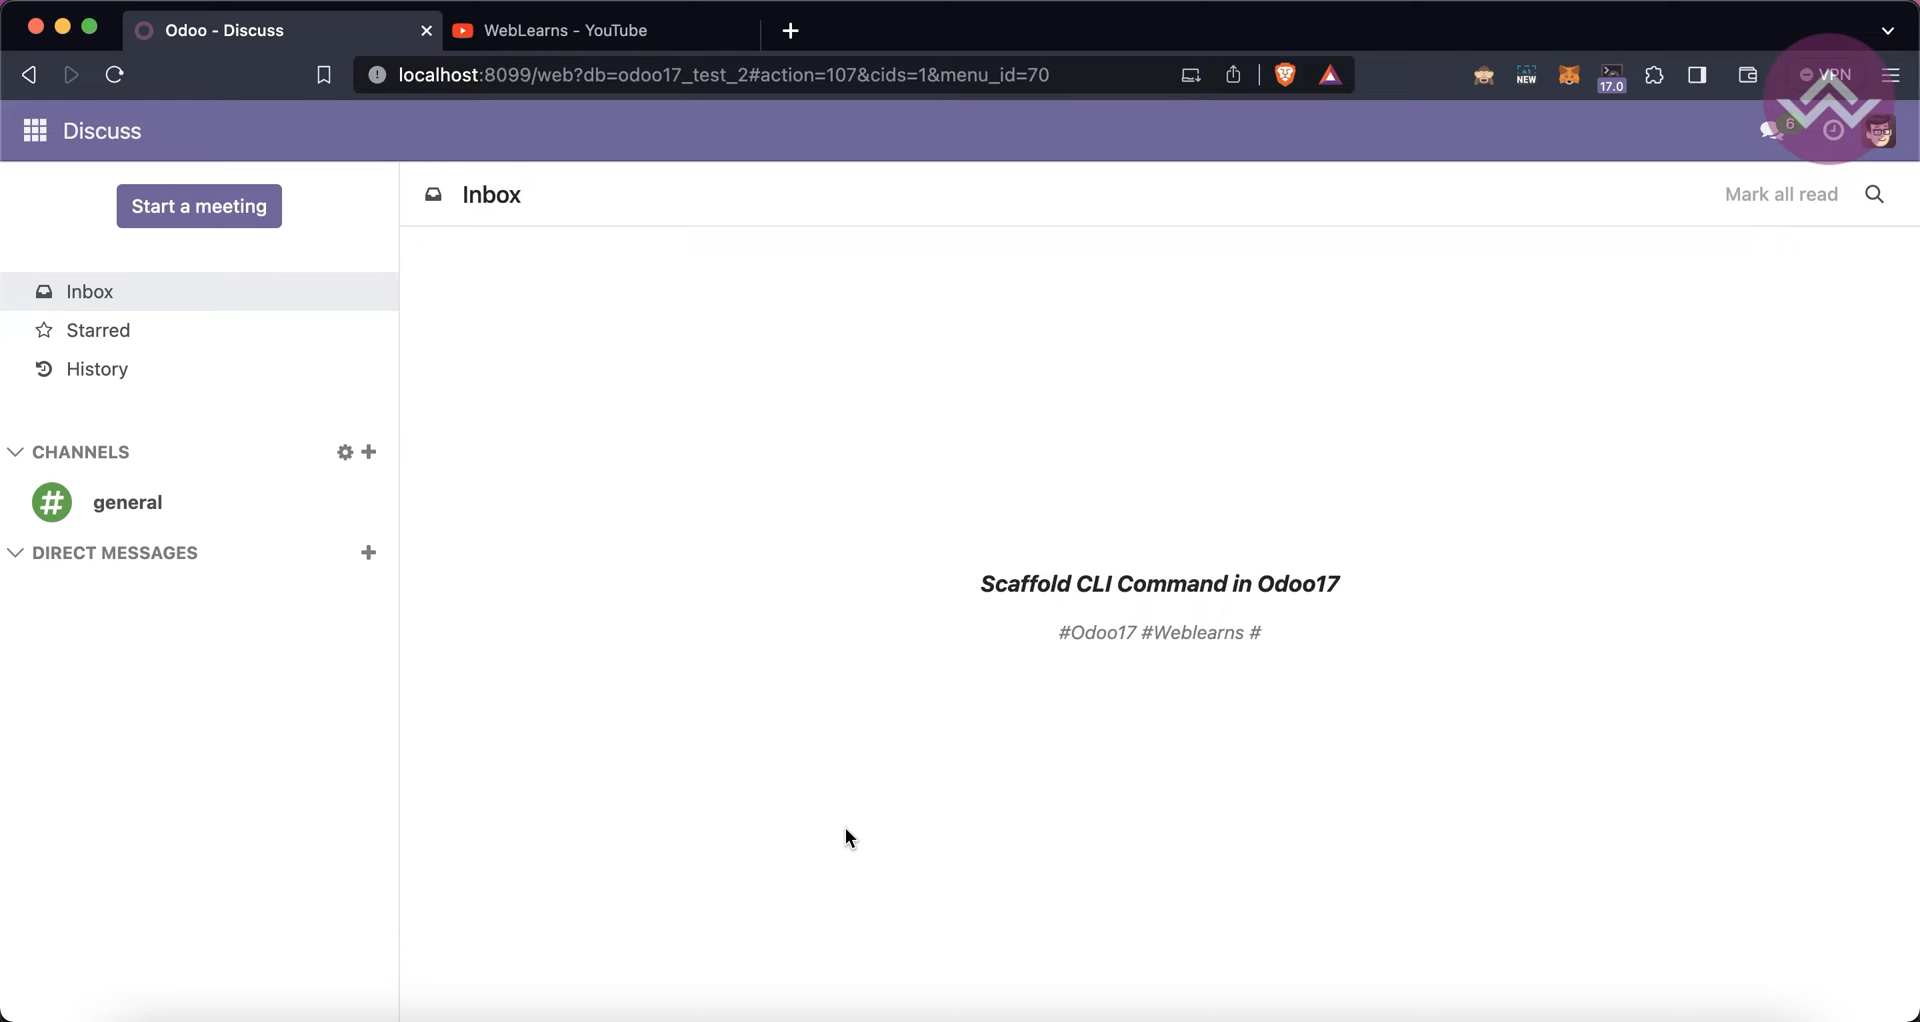 Odoo - Discuss
WebLearns - YouTube
localhost:8099/web?db=odoo17_test_2#action=107&cids=1&menu_id=70
NEW
17.0
VPN
Discuss
6
Start a meeting
Inbox
Mark all read
Inbox
Starred
History
CHANNELS
general
DIRECT MESSAGES
Scaffold CLI Command in Odoo17
#Odoo17 #Weblearns #